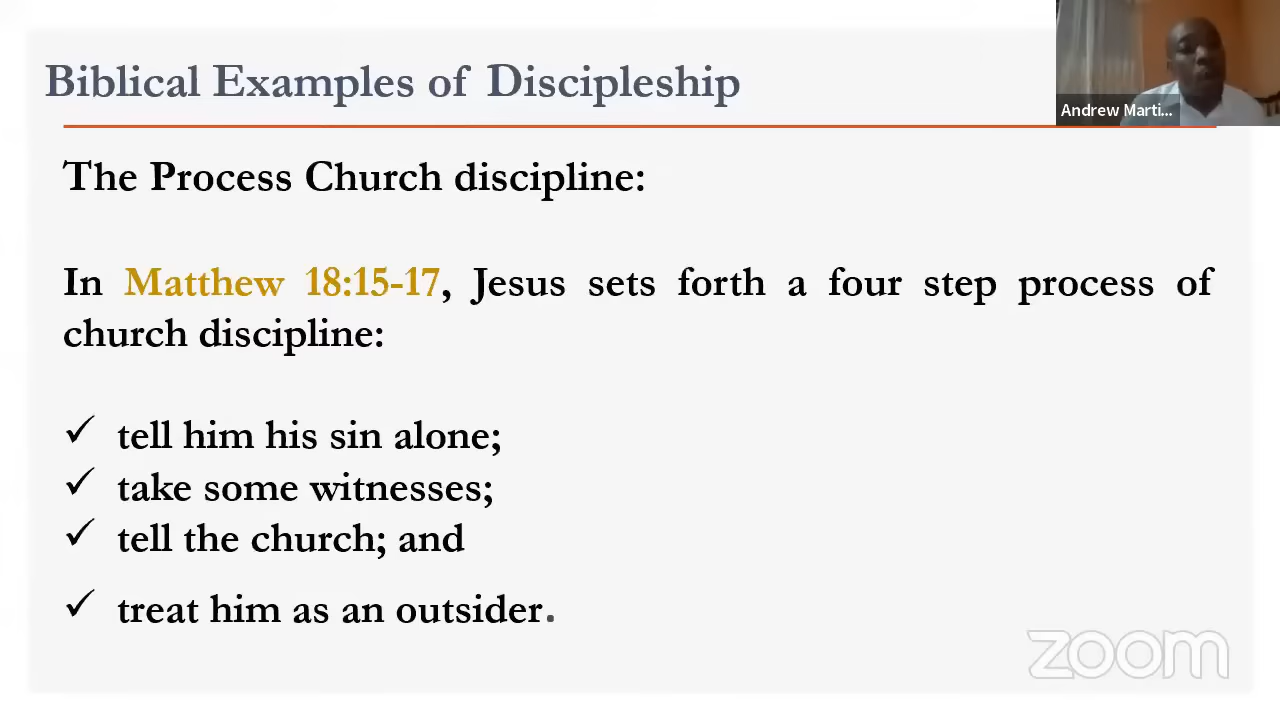 Biblical Examples of Discipleship
Andrew Marti...
The Process Church discipline:
In Matthew 18:15-17, Jesus sets forth a four step process of
church discipline:
✓ tell him his sin alone;
✓ take some witnesses;
✓ tell the church; and
✓ treat him as an outsider.
zoom